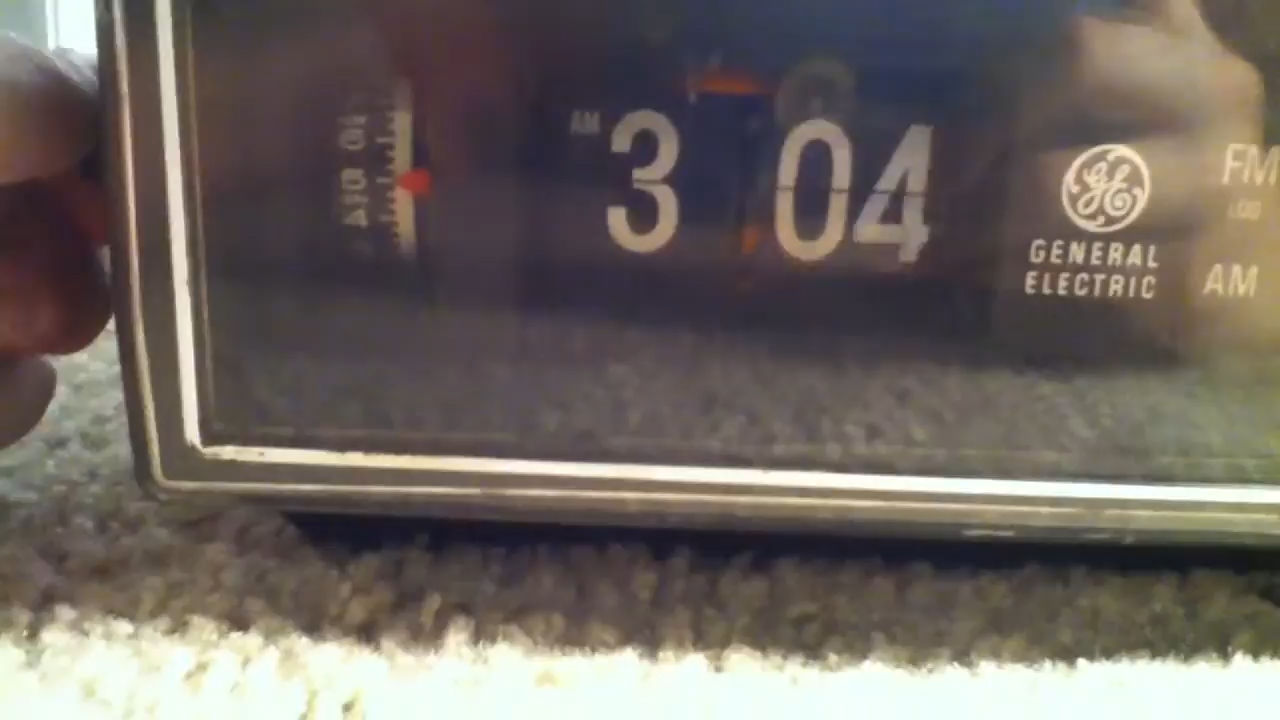 AM 3 04
GENERAL
ELECTRIC
FM
AM